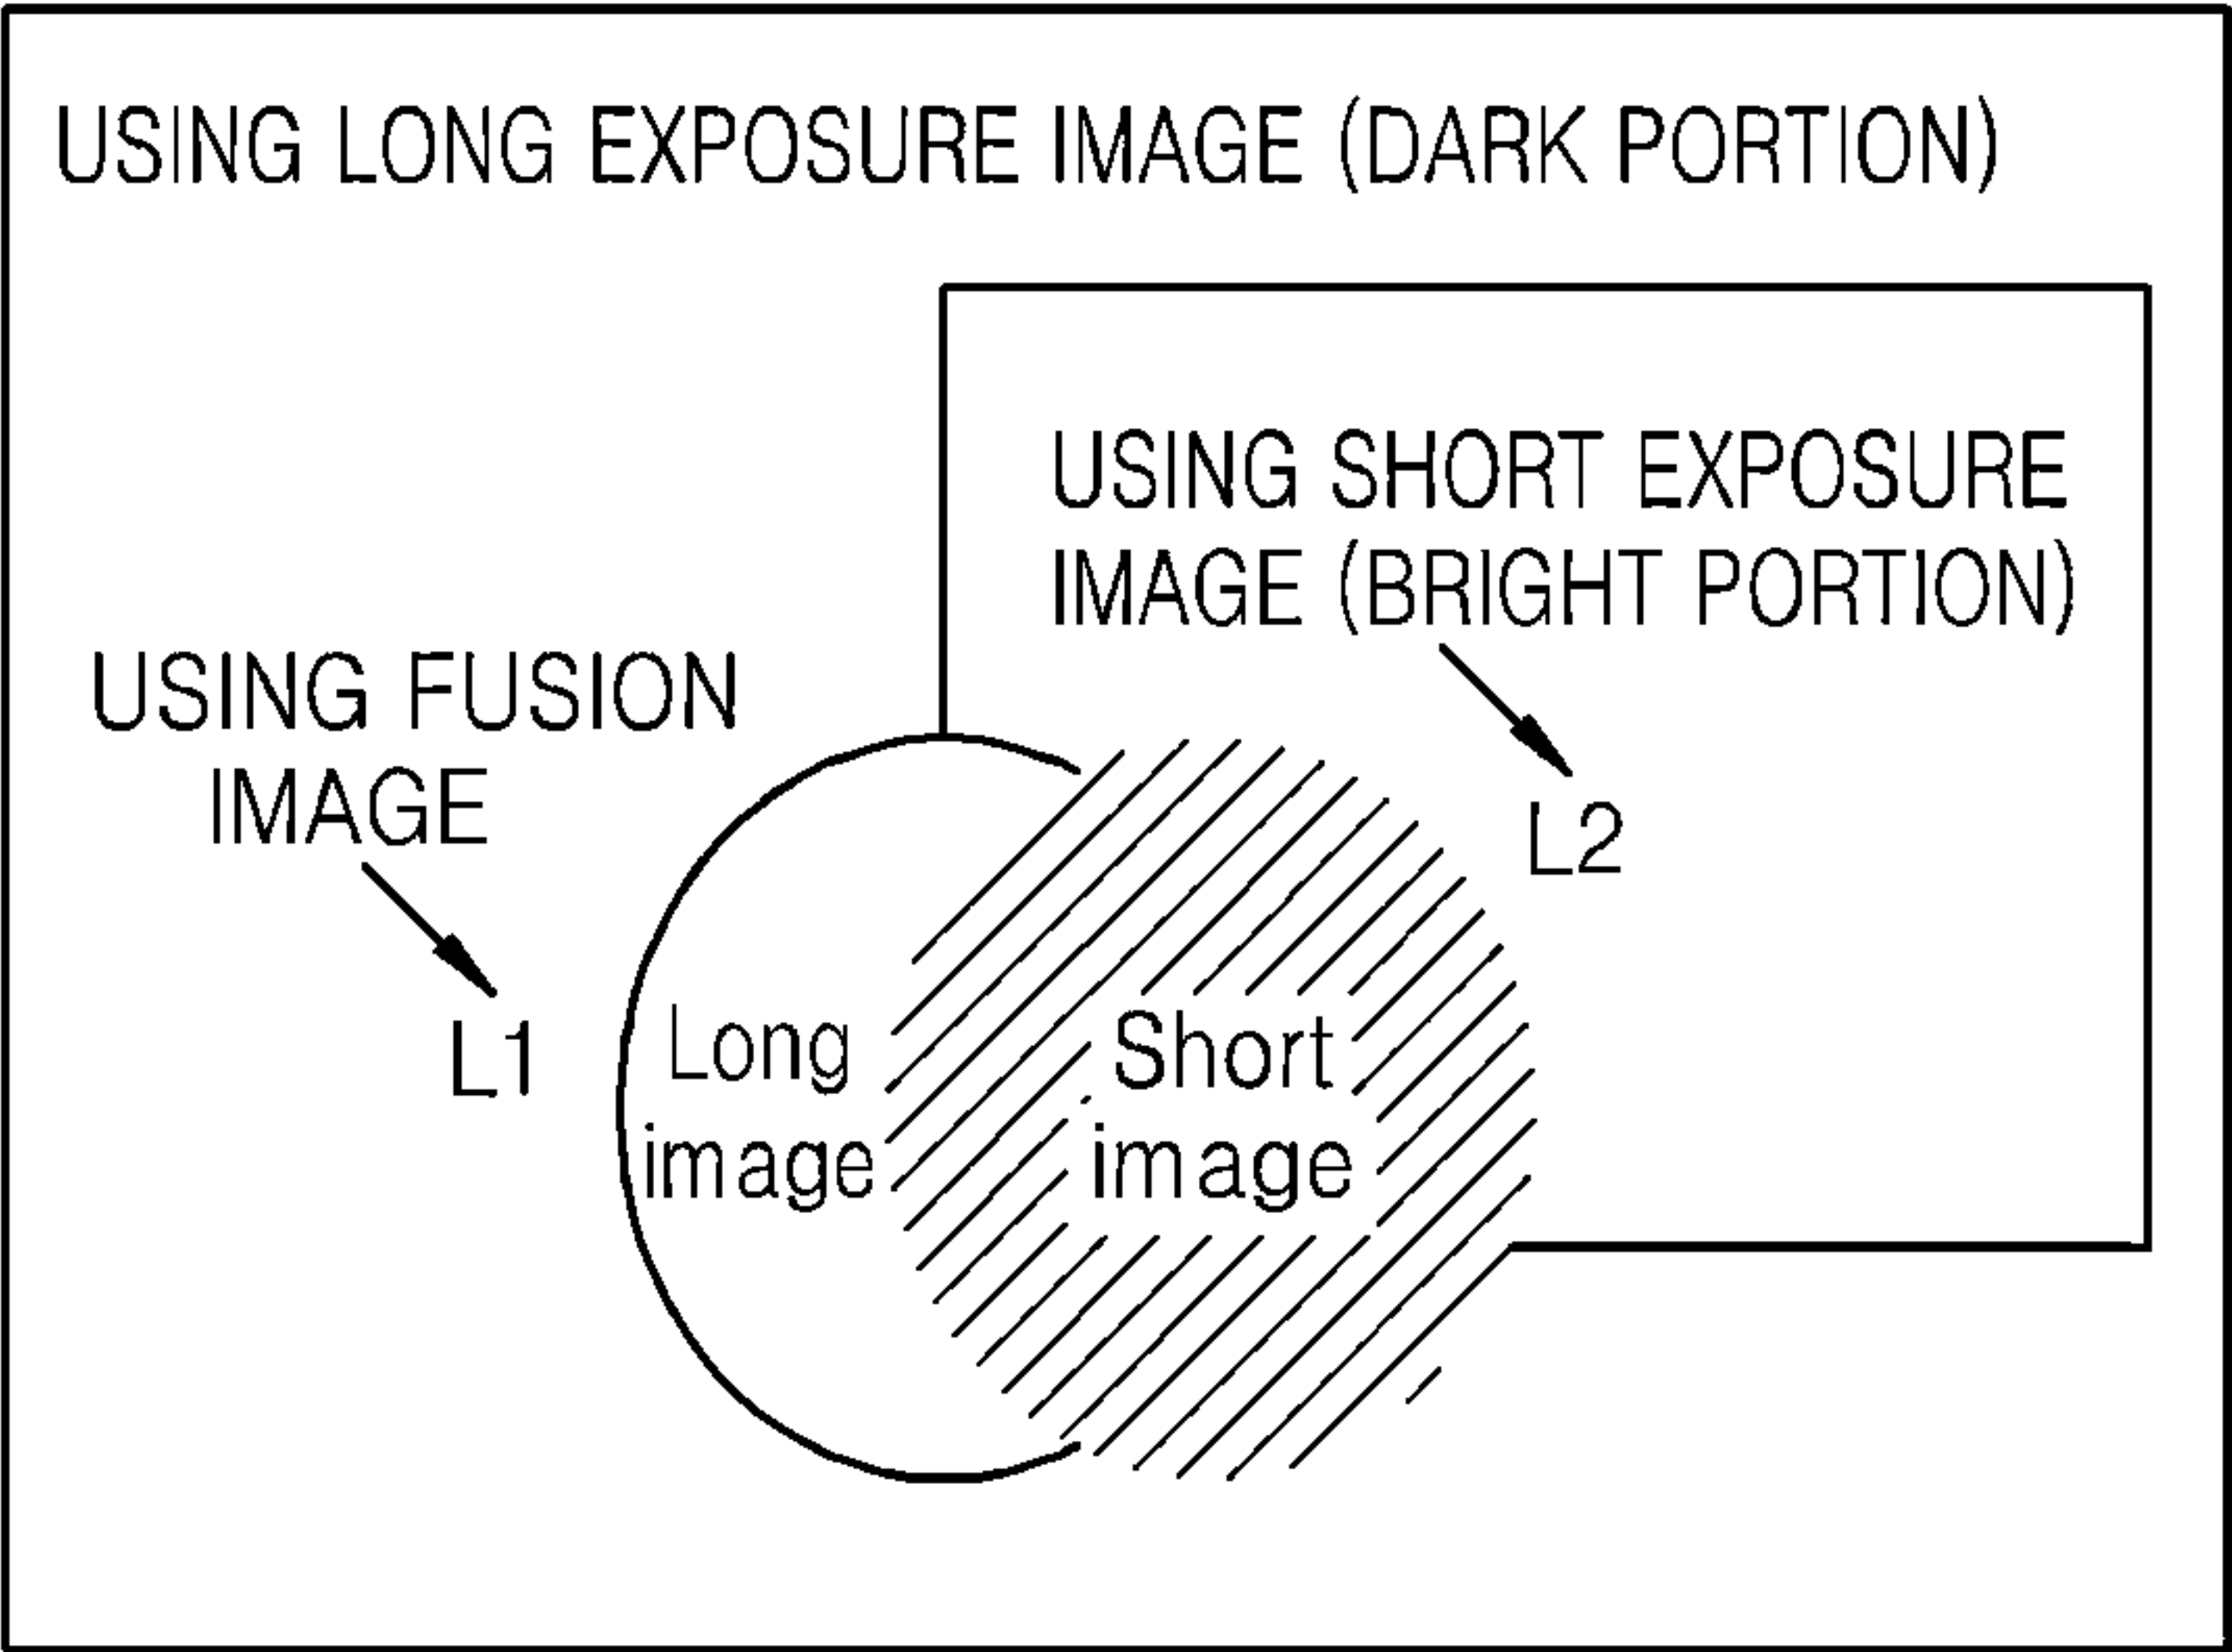 USING LONG EXPOSURE IMAGE (DARK PORTION)
USING SHORT EXPOSURE
IMAGE (BRIGHT PORTION)
USING FUSION
IMAGE
L2
L1
Long
image
Short
image